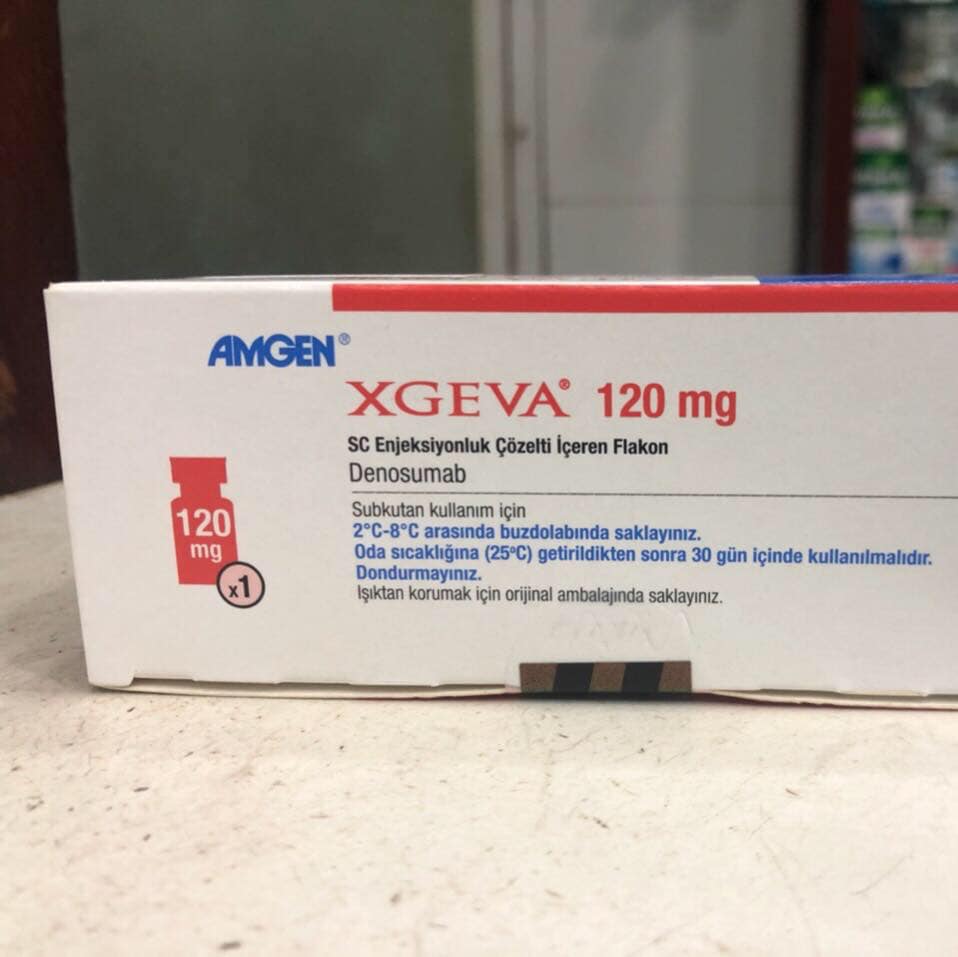 AMGEN®
XGEVA® 120 mg
SC Enjeksiyonluk Çözelti İçeren Flakon
Denosumab
Subkutan kullanım için
2°C-8°C arasında buzdolabında saklayınız.
Oda sıcaklığına (25°C) getirildikten sonra 30 gün içinde kullanılmalıdır.
Dondurmayınız.
Işıktan korumak için orijinal ambalajında saklayınız.
120
mg
x1